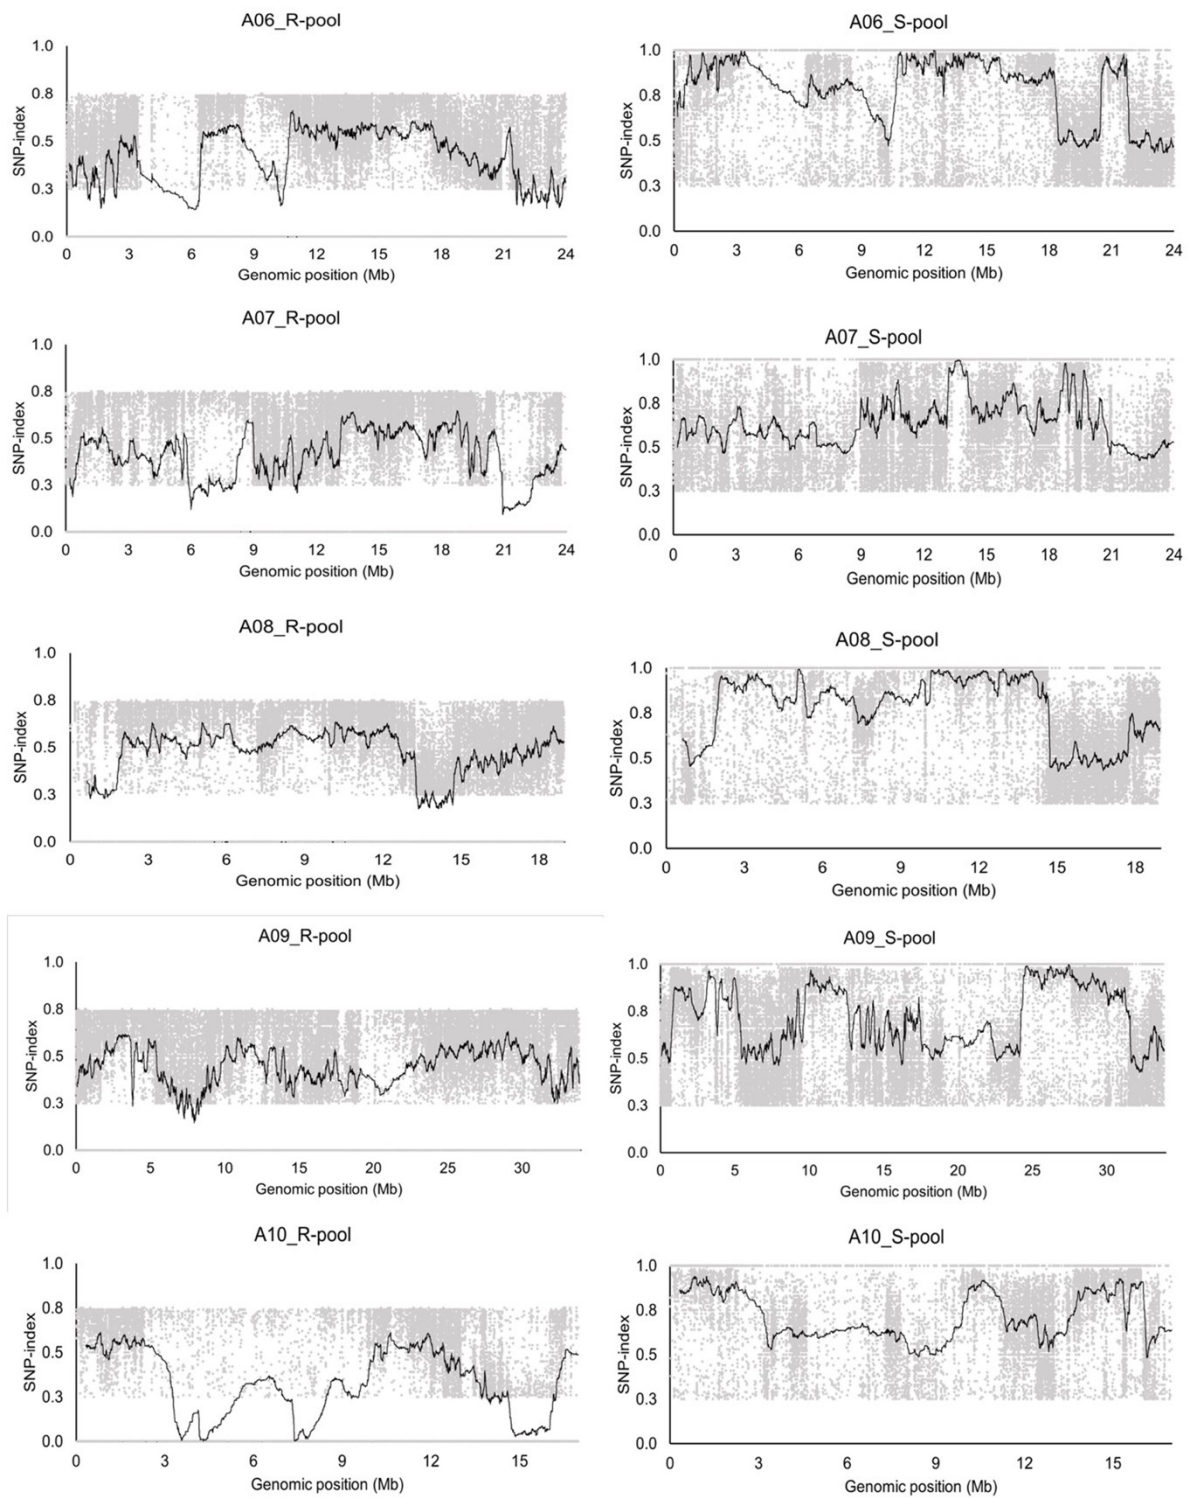 A06_R-pool
1.0
0.8
0.5
0.3
0.0
SNP-index
0 3 6 9 12 15 18 21 24
Genomic position (Mb)
A06_S-pool
1.0
0.8
0.5
0.3
0.0
SNP-index
0 3 6 9 12 15 18 21 24
Genomic position (Mb)
A07_R-pool
1.0
0.8
0.5
0.3
0.0
SNP-index
0 3 6 9 12 15 18 21 24
Genomic position (Mb)
A07_S-pool
1.0
0.8
0.5
0.3
0.0
SNP-index
0 3 6 9 12 15 18 21 24
Genomic position (Mb)
A08_R-pool
1.0
0.8
0.5
0.3
0.0
SNP-index
0 3 6 9 12 15 18
Genomic position (Mb)
A08_S-pool
1.0
0.8
0.5
0.3
0.0
SNP-index
0 3 6 9 12 15 18
Genomic position (Mb)
A09_R-pool
1.0
0.8
0.5
0.3
0.0
SNP-index
0 5 10 15 20 25 30
Genomic position (Mb)
A09_S-pool
1.0
0.8
0.5
0.3
0.0
SNP-index
0 5 10 15 20 25 30
Genomic position (Mb)
A10_R-pool
1.0
0.8
0.5
0.3
0.0
SNP-index
0 3 6 9 12 15
Genomic position (Mb)
A10_S-pool
1.0
0.8
0.5
0.3
0.0
SNP-index
0 3 6 9 12 15
Genomic position (Mb)